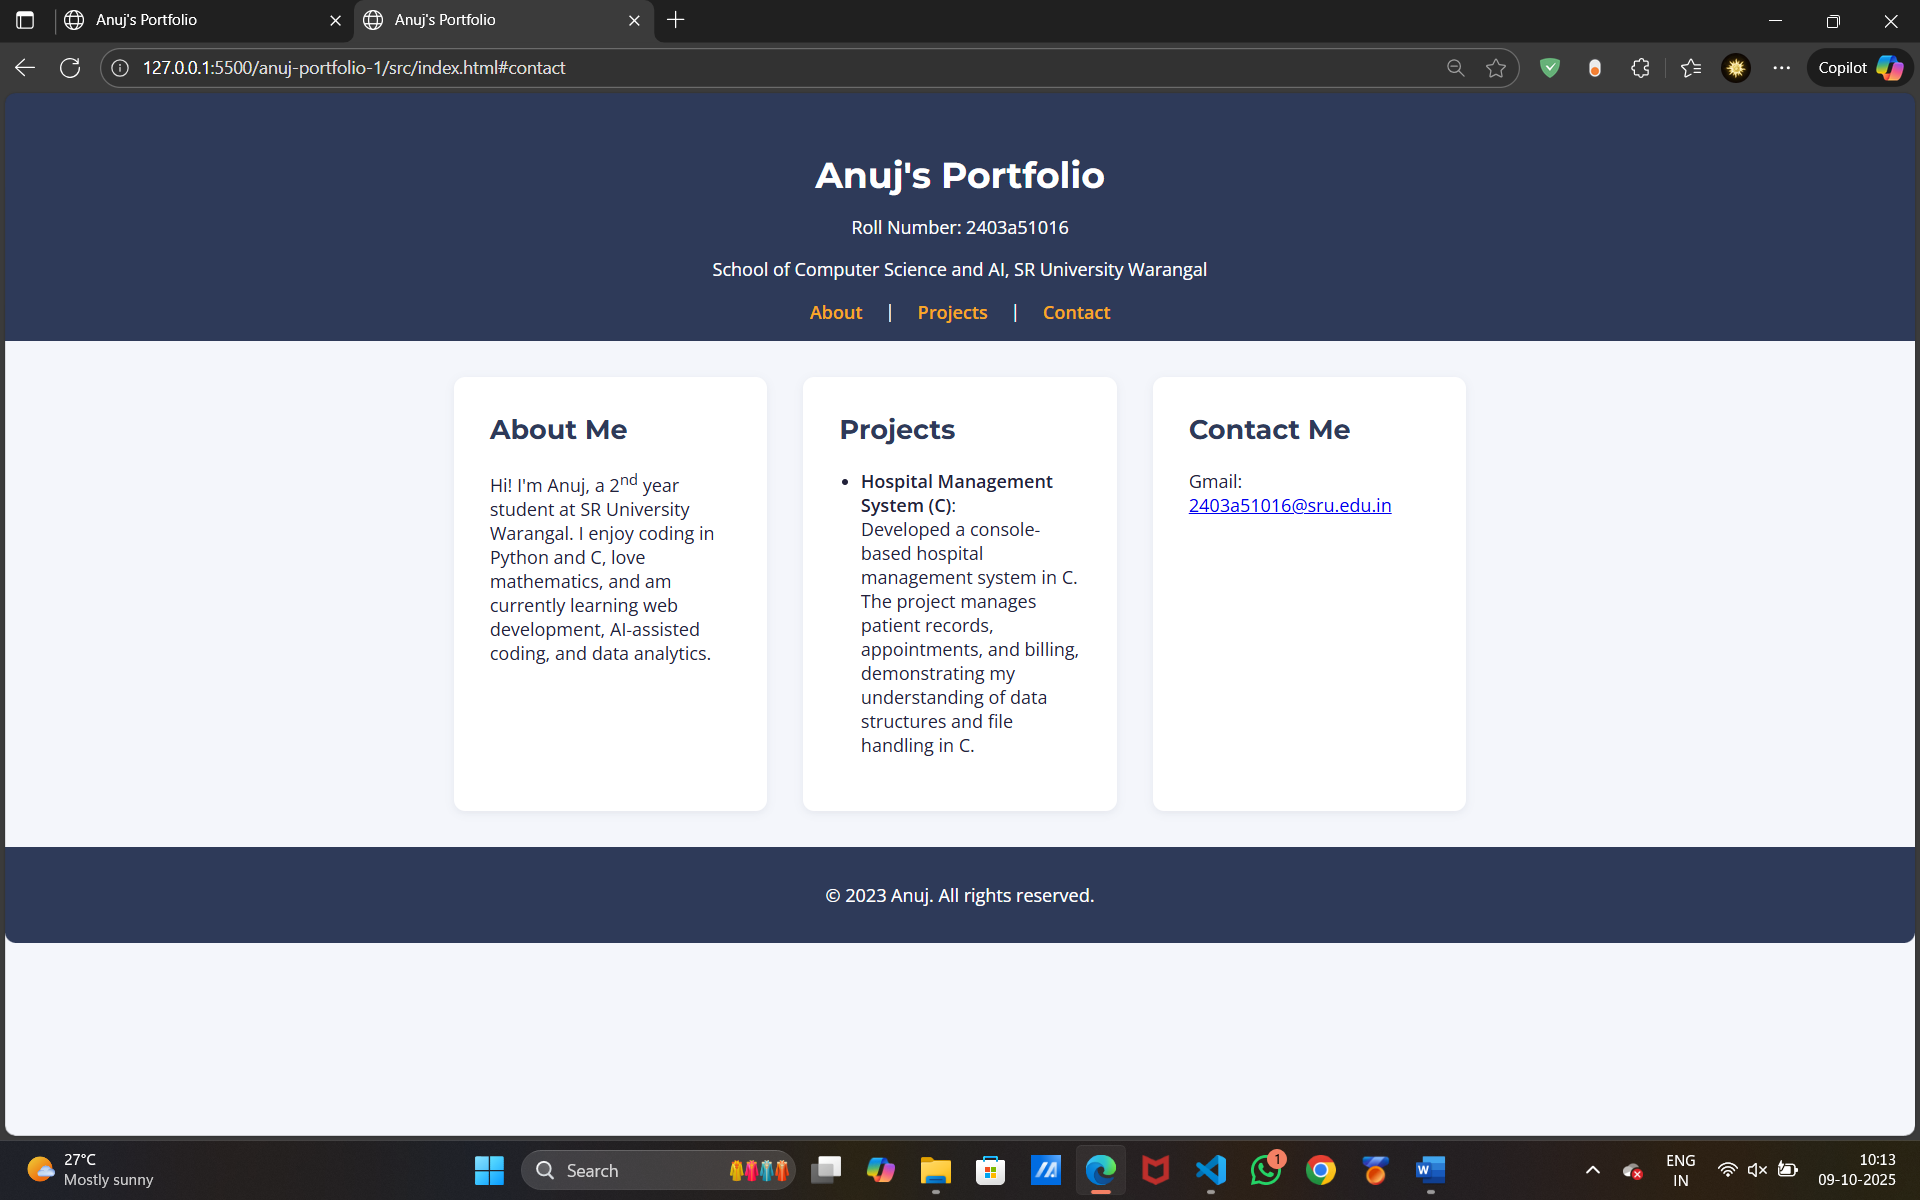 Anuj's Portfolio
Anuj's Portfolio
127.0.0.1:5500/anuj-portfolio-1/src/index.html#contact
Copilot
Anuj's Portfolio
Roll Number: 2403a51016
School of Computer Science and AI, SR University Warangal
About | Projects | Contact
About Me
Hi! I'm Anuj, a 2nd year
student at SR University
Warangal. I enjoy coding in
Python and C, love
mathematics, and am
currently learning web
development, AI-assisted
coding, and data analytics.
Projects
• Hospital Management
System (C):
Developed a console-
based hospital
management system in C.
The project manages
patient records,
appointments, and billing,
demonstrating my
understanding of data
structures and file
handling in C.
Contact Me
Gmail:
2403a51016@sru.edu.in
© 2023 Anuj. All rights reserved.
27°C
Mostly sunny
Search
1
ENG
IN
10:13
09-10-2025